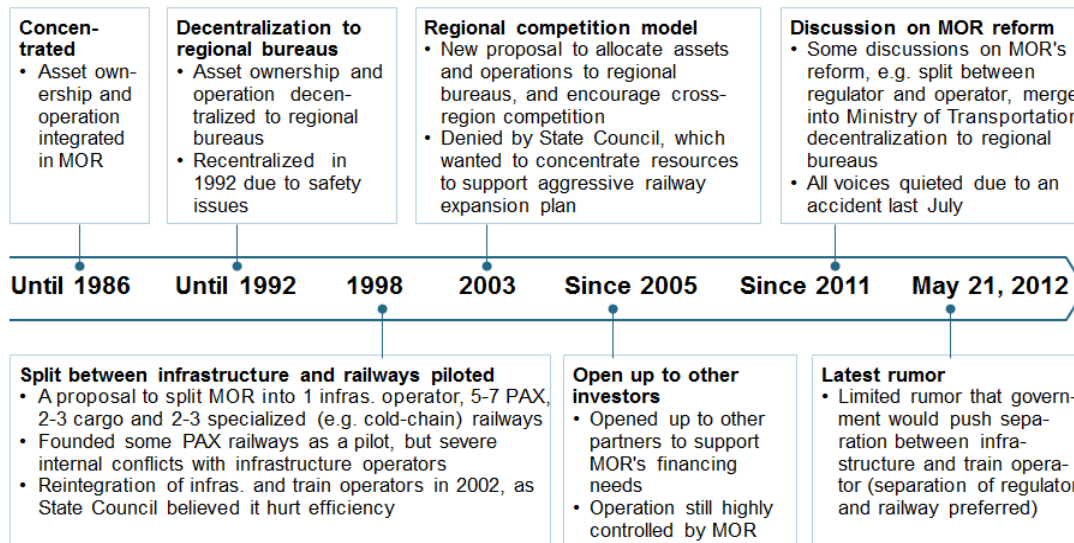 Concen-
trated
• Asset own-
ership and
operation
integrated
in MOR
Decentralization to
regional bureaus
• Asset ownership and
operation decen-
tralized to regional
bureaus
• Recentralized in
1992 due to safety
issues
Regional competition model
• New proposal to allocate assets
and operations to regional
bureaus, and encourage cross-
region competition
• Denied by State Council, which
wanted to concentrate resources
to support aggressive railway
expansion plan
Discussion on MOR reform
• Some discussions on MOR's
reform, e.g. split between
regulator and operator, merge
into Ministry of Transportation
decentralization to regional
bureaus
• All voices quieted due to an
accident last July
Until 1986 Until 1992 1998 2003 Since 2005 Since 2011 May 21, 2012
Split between infrastructure and railways piloted
• A proposal to split MOR into 1 infras. operator, 5-7 PAX,
2-3 cargo and 2-3 specialized (e.g. cold-chain) railways
• Founded some PAX railways as a pilot, but severe
internal conflicts with infrastructure operators
• Reintegration of infras. and train operators in 2002, as
State Council believed it hurt efficiency
Open up to other
investors
• Opened up to other
partners to support
MOR's financing
needs
• Operation still highly
controlled by MOR
Latest rumor
• Limited rumor that govern-
ment would push sepa-
ration between infra-
structure and train opera-
tor (separation of regulator
and railway preferred)